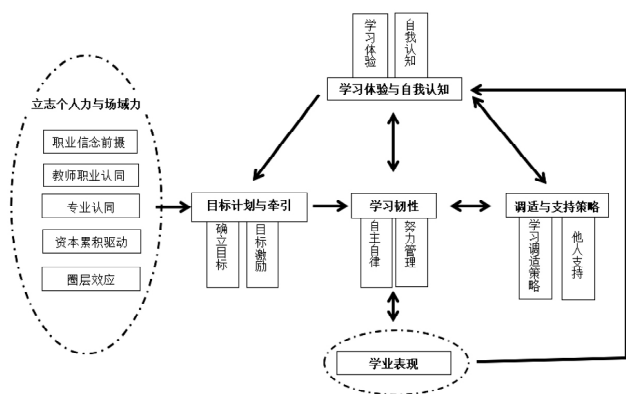 学习体验
自我认知
学习体验与自我认知
立志个人力与场域力
职业信念前摄
教师职业认同
专业认同
资本累积驱动
圈层效应
目标计划与牵引
确立目标
目标激励
学习韧性
自主自律
努力管理
调适与支持策略
学习调适策略
他人支持
学业表现